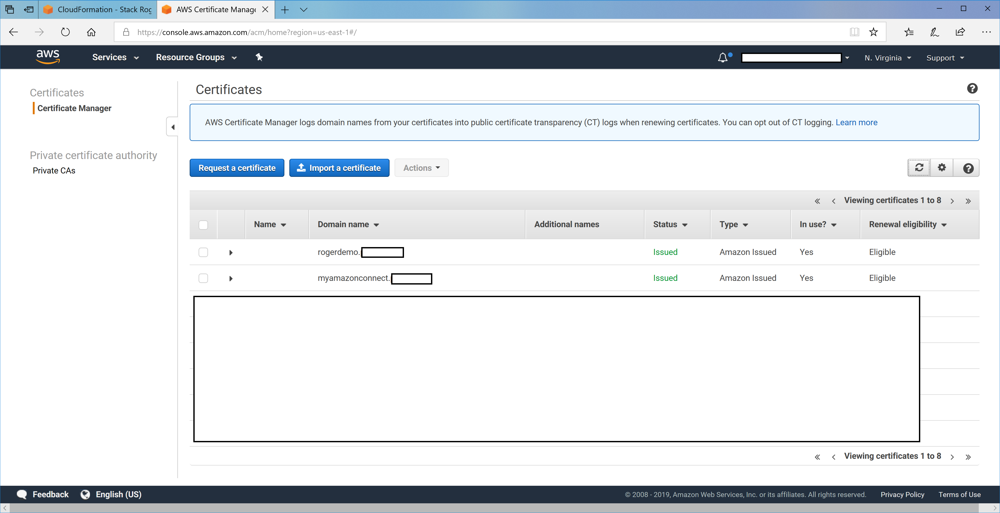 CloudFormation - Stack Rog
AWS Certificate Manage
https://console.aws.amazon.com/acm/home?region=us-east-1#/
aws
Services
Resource Groups
N. Virginia
Support
Certificates
Certificate Manager
Private certificate authority
Private CAs
Certificates
AWS Certificate Manager logs domain names from your certificates into public certificate transparency (CT) logs when renewing certificates. You can opt out of CT logging. Learn more
Request a certificate
Import a certificate
Actions
Viewing certificates 1 to 8
Name Domain name Additional names Status Type In use? Renewal eligibility
rogerdemo. Issued Amazon Issued Yes Eligible
myamazonconnect. Issued Amazon Issued Yes Eligible
Viewing certificates 1 to 8
Feedback
English (US)
© 2008 - 2019, Amazon Web Services, Inc. or its affiliates. All rights reserved.
Privacy Policy
Terms of Use